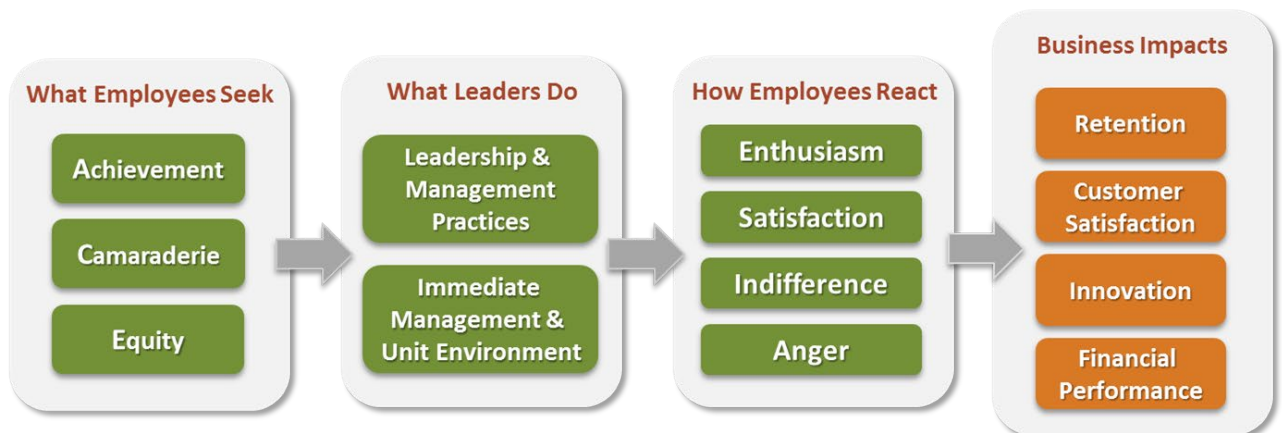 What Employees Seek
Achievement
Camaraderie
Equity
What Leaders Do
Leadership &
Management
Practices
Immediate
Management &
Unit Environment
How Employees React
Enthusiasm
Satisfaction
Indifference
Anger
Business Impacts
Retention
Customer
Satisfaction
Innovation
Financial
Performance